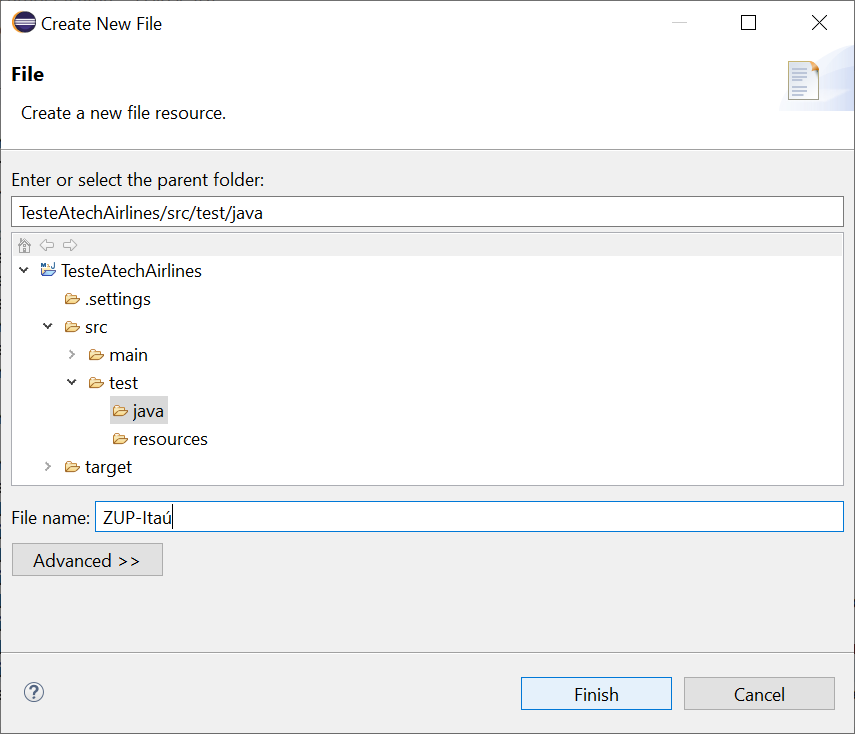 Create New File
File
Create a new file resource.
Enter or select the parent folder:
TesteAtechAirlines/src/test/java
TesteAtechAirlines
.settings
src
main
test
java
resources
target
File name: ZUP-Itaú
Advanced >>
Finish Cancel